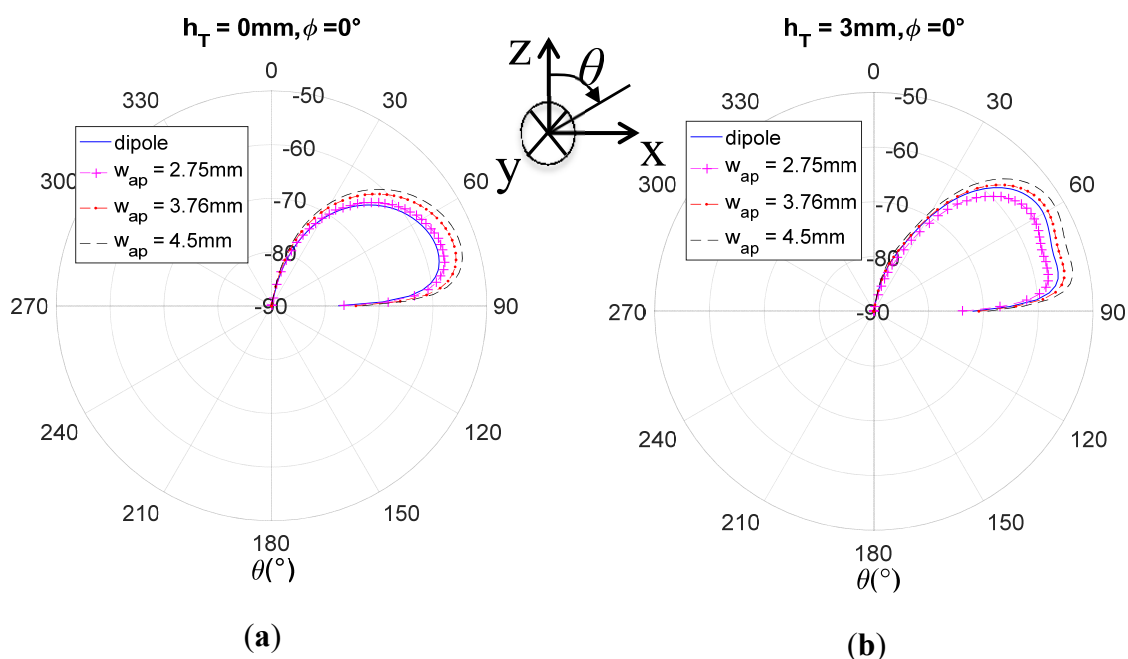 h_T = 0mm, ϕ =0°
0
30
60
90
120
150
180
210
240
270
300
330
-50
-60
-70
-80
-90
dipole
w_ap = 2.75mm
w_ap = 3.76mm
w_ap = 4.5mm
θ(°)
(a)
z
θ
x
y
h_T = 3mm, ϕ =0°
0
30
60
90
120
150
180
210
240
270
300
330
-50
-60
-70
-80
-90
dipole
w_ap = 2.75mm
w_ap = 3.76mm
w_ap = 4.5mm
θ(°)
(b)